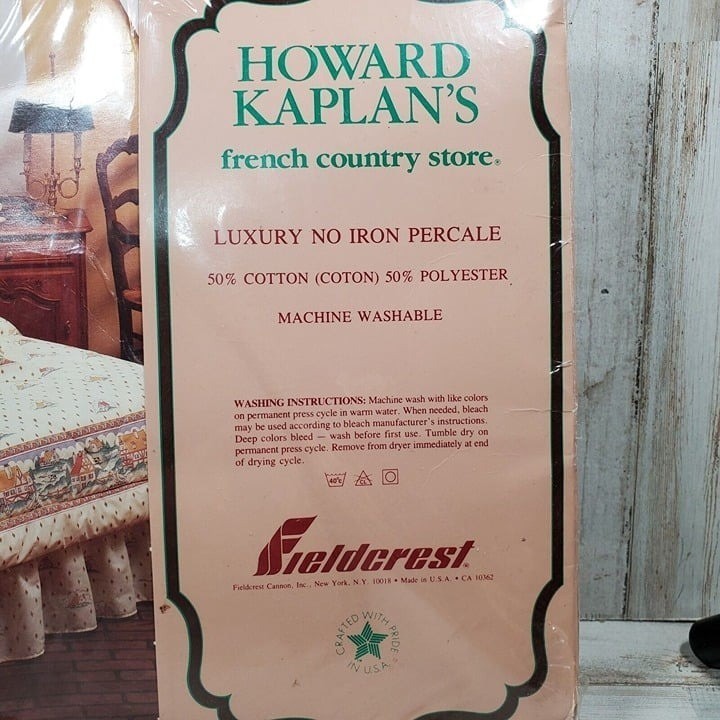 HOWARD
KAPLAN'S
french country store®
LUXURY NO IRON PERCALE
50% COTTON (COTON) 50% POLYESTER
MACHINE WASHABLE
WASHING INSTRUCTIONS: Machine wash with like colors
on permanent press cycle in warm water. When needed, bleach
may be used according to bleach manufacturer's instructions.
Deep colors bleed — wash before first use. Tumble dry on
permanent press cycle. Remove from dryer immediately at end
of drying cycle.
40°C CL
Fieldcrest®
Fieldcrest Cannon, Inc., New York, N.Y. 10018 • Made in U.S.A. • CA 10362
CRAFTED WITH PRIDE
IN U.S.A.